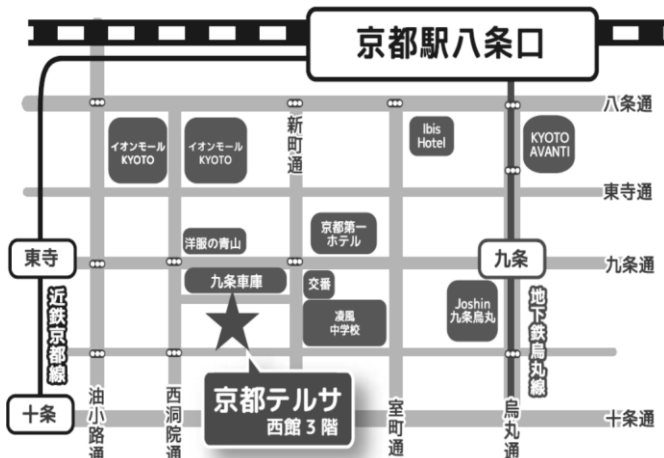 京都駅八条口
八条通
新町通
イオンモール
KYOTO
イオンモール
KYOTO
Ibis
Hotel
KYOTO
AVANTI
東寺通
京都第一
ホテル
洋服の青山
東寺
九条
九条通
九条車庫
交番
凌風
中学校
Joshin
九条烏丸
近鉄京都線
地下鉄烏丸線
京都テルサ
西館3階
十条
十条通
油小路通
西洞院通
室町通
烏丸通